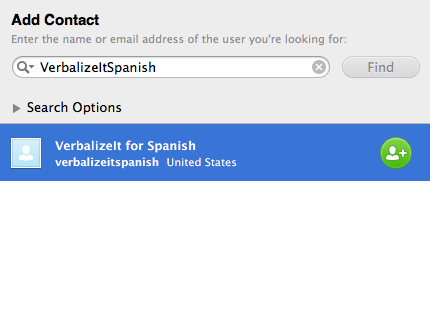 Add Contact
Enter the name or email address of the user you're looking for:
VerbalizeItSpanish
Find
Search Options
VerbalizeIt for Spanish
verbalizeitspanish United States